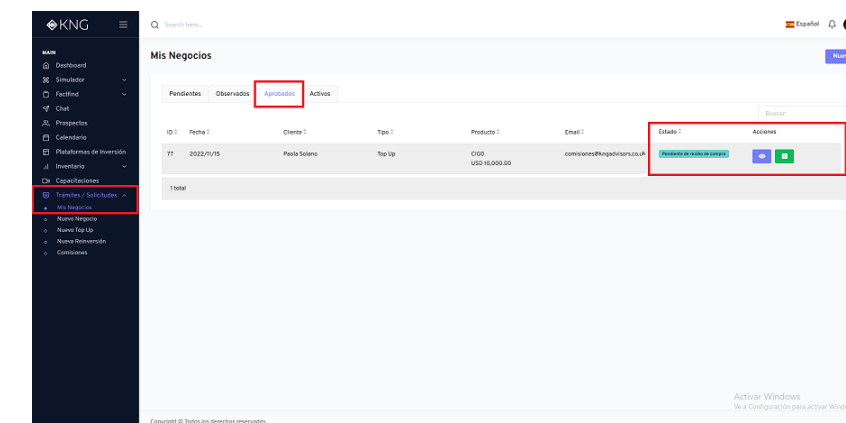 KNG
Search here...
Español
MAIN
Dashboard
Simulador
Factfind
Chat
Prospectos
Calendario
Plataformas de Inversión
Inventario
Capacitaciones
Trámites / Solicitudes
Mis Negocios
Nuevo Negocio
Nuevo Top Up
Nueva Reinversión
Comisiones
Mis Negocios
Pendientes Observados Aprobados Activos
Buscar
ID Fecha Cliente Tipo Producto Email Estado Acciones
77 2022/11/15 Paola Solano Top Up CIGO comisiones@kngadvisors.co.uk Pendiente de recibo de compra
USD 10,000.00
1 total
Activar Windows
Ve a Configuración para activar
Copyright © Todos los derechos reservados.